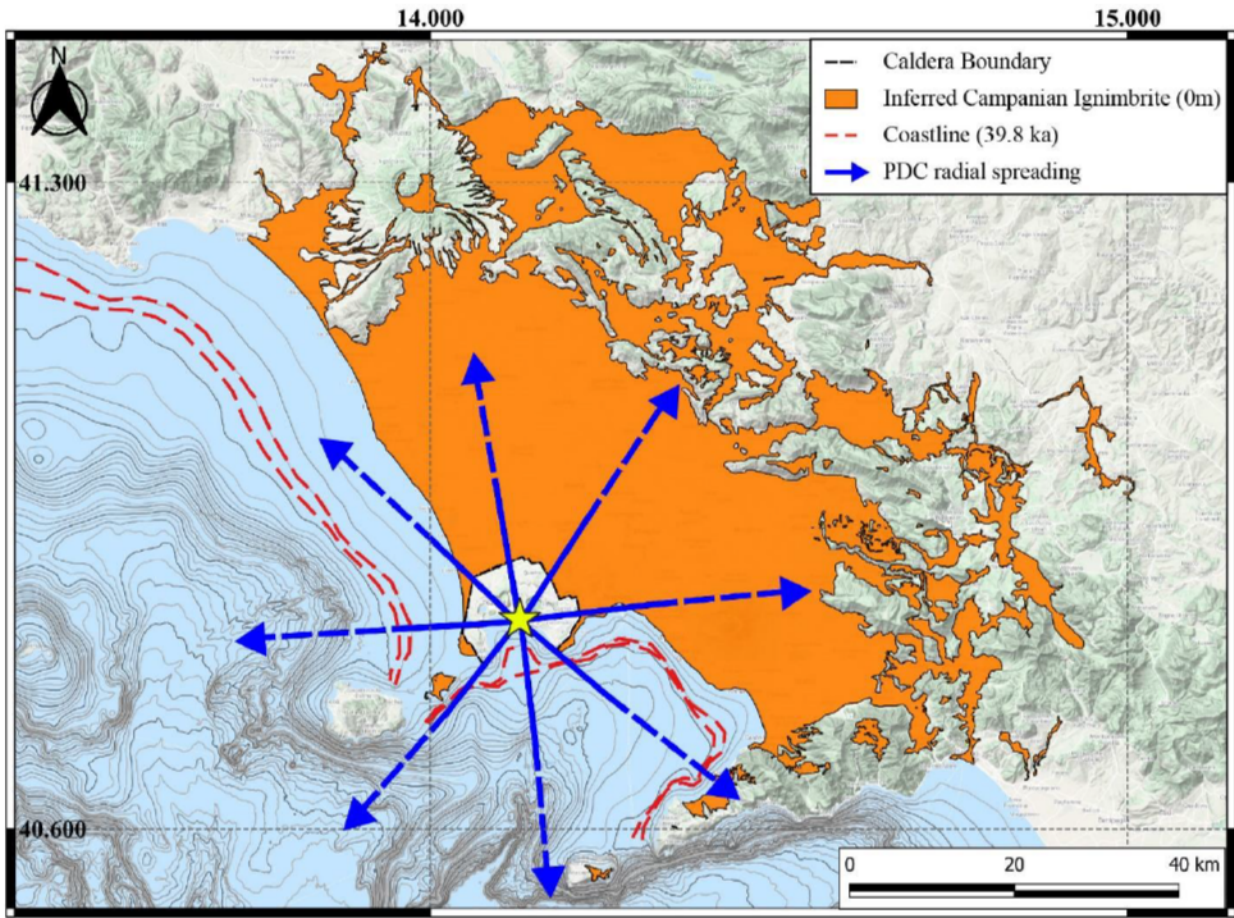 14.000
15.000
N
Caldera Boundary
Inferred Campanian Ignimbrite (0m)
Coastline (39.8 ka)
PDC radial spreading
41.300
40.600
0 20 40 km